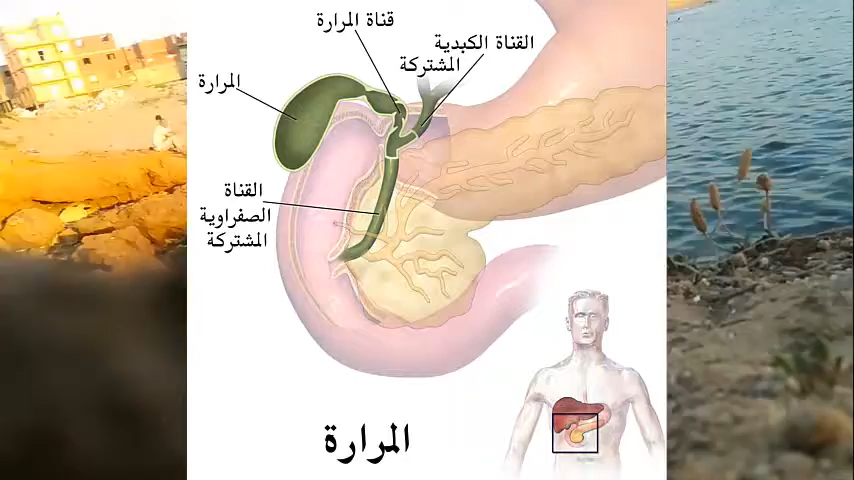 قناة المرارة
القناة الكبدية
المشتركة
المرارة
القناة
الصفراوية
المشتركة
المرارة